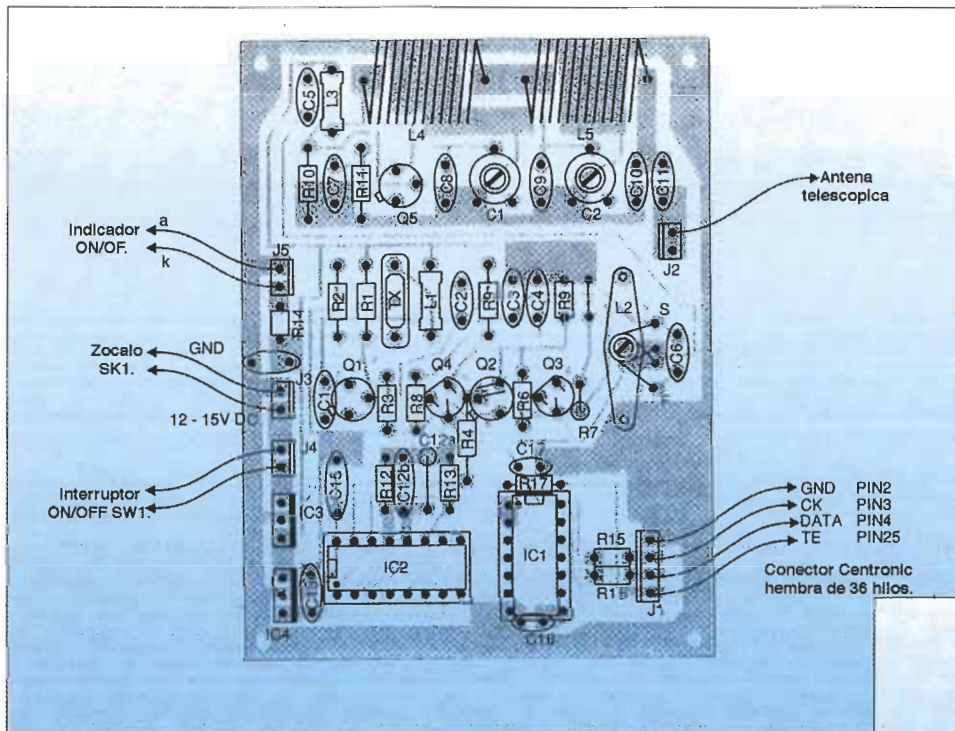 C5
L3
L4
L5
R10
C7
R11
Q5
C8
C1
C9
C2
C10
C11
Antena
telescopica
J2
Indicador
ON/OF.
a
k
J5
R14
R2
R1
TX
L1
C2
R9
C3
C4
R9
L2
S
C6
Zocalo
SK1.
GND
J3
12 - 15V DC
C1
Q1
R3
R8
Q4
Q2
R6
Q3
R7
R4
J4
Interruptor
ON/OFF SW1.
IC3
C15
R12
C12b
C12a
R13
C17
R17
IC2
IC1
R15
J1
GND PIN2
CK PIN3
DATA PIN4
TE PIN25
Conector Centronic
hembra de 36 hilos.
IC4
C16